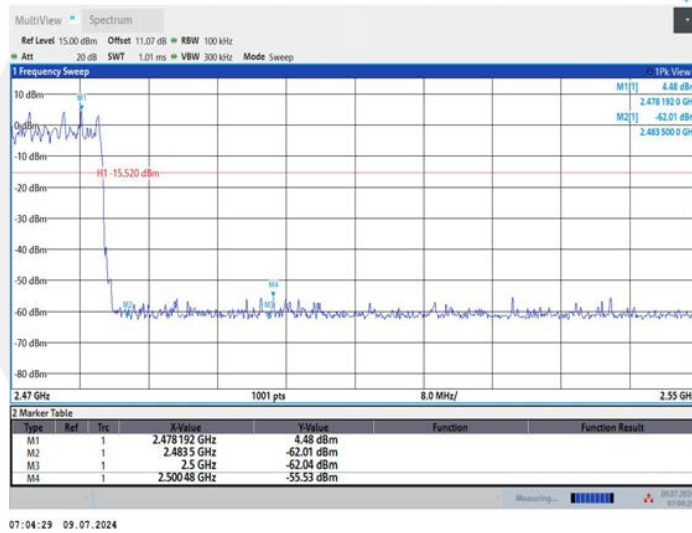 MultiView Spectrum
Ref Level 15.00 dBm Offset 11.07 dB RBW 100 kHz
Att 20 dB SWT 1.01 ms VBW 300 kHz Mode Sweep
1 Frequency Sweep 1Pk View
M1[1] 4.48 dBm
2.478 192 0 GHz
M2[1] -62.01 dBm
2.483 500 0 GHz
10 dBm
M1
0 dBm
-10 dBm
H1 -15.520 dBm
-20 dBm
-30 dBm
-40 dBm
-50 dBm
M4
M2 M3
-60 dBm
-70 dBm
-80 dBm
2.47 GHz 1001 pts 8.0 MHz/ 2.55 GHz
2 Marker Table
Type Ref Trc X-Value Y-Value Function Function Result
M1 1 2.478192 GHz 4.48 dBm
M2 1 2.4835 GHz -62.01 dBm
M3 1 2.5 GHz -62.04 dBm
M4 1 2.50048 GHz -55.53 dBm
Measuring... 09.07.2024
07:04:29 09.07.2024